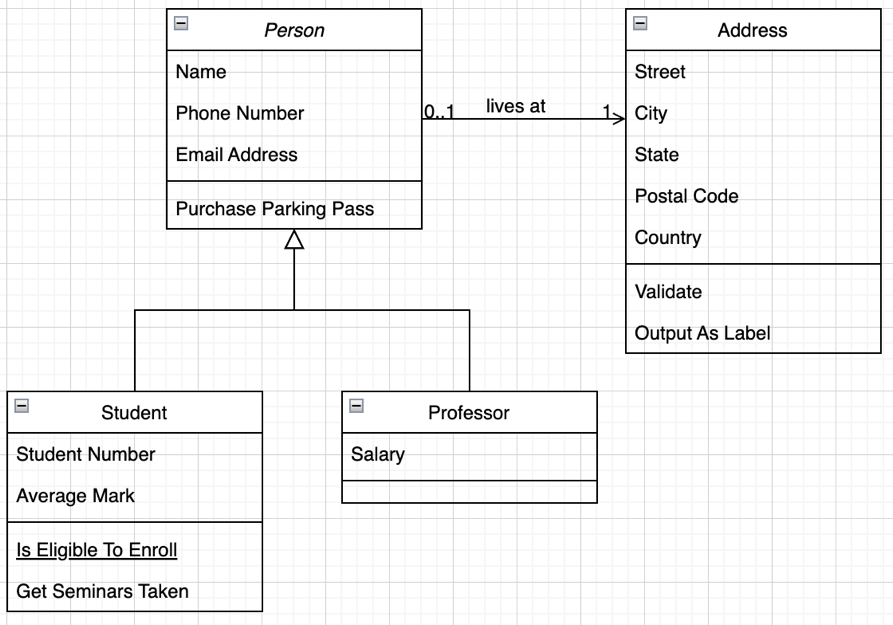 Person
Name
Phone Number
Email Address
Purchase Parking Pass
0..1
lives at
1
Address
Street
City
State
Postal Code
Country
Validate
Output As Label
Student
Student Number
Average Mark
Is Eligible To Enroll
Get Seminars Taken
Professor
Salary